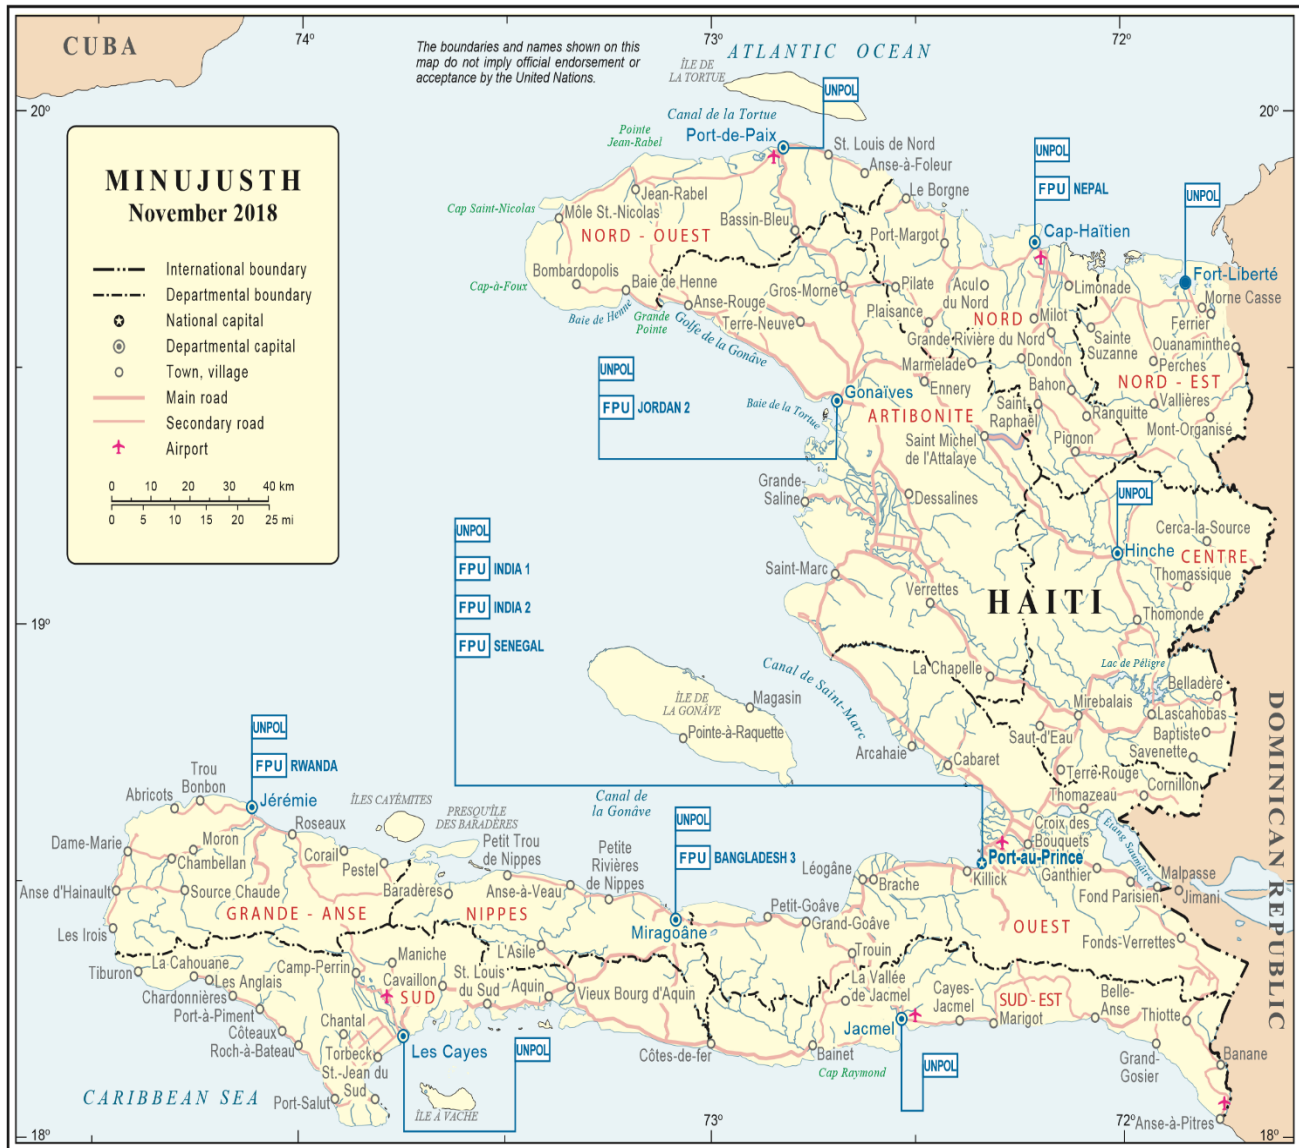 CUBA
74°
73°
72°
The boundaries and names shown on this
map do not imply official endorsement or
acceptance by the United Nations.
ATLANTIC OCEAN
ÎLE DE
LA TORTUE
20°
20°
MINUJUSTH
November 2018
International boundary
Departmental boundary
National capital
Departmental capital
Town, village
Main road
Secondary road
Airport
0 10 20 30 40 km
0 5 10 15 20 25 mi
UNPOL
Canal de la Tortue
Port-de-Paix
Pointe
Jean-Rabel
St. Louis de Nord
Anse-à-Foleur
Le Borgne
UNPOL
FPU NEPAL
UNPOL
Jean-Rabel
Cap Saint-Nicolas
Môle St.-Nicolas
NORD - OUEST
Bassin-Bleu
Port-Margot
Cap-Haïtien
Fort-Liberté
Bombardopolis
Baie de Henne
Cap-à-Foux
Baie de Henne
Grande
Pointe
Anse-Rouge
Terre-Neuve
Golfe de la Gonâve
Gros-Morne
Pilate
Plaisance
Acul
du Nord
Limonade
Morne Casse
Ferrier
NORD
Milot
Grande Rivière du Nord
Sainte
Suzanne
Ouanaminthe
Perches
Marmelade
Dondon
NORD - EST
UNPOL
FPU JORDAN 2
Gonaïves
Ennery
Bahon
Vallières
Baie de la Tortue
ARTIBONITE
Saint-
Raphaël
Ranquitte
Mont-Organisé
Saint Michel
de l'Attalaye
Pignon
Grande-
Saline
Dessalines
UNPOL
Cerca-la-Source
Hinche
CENTRE
UNPOL
FPU INDIA 1
FPU INDIA 2
FPU SENEGAL
Saint-Marc
Thomassique
Verrettes
HAITI
Thomonde
19°
19°
La Chapelle
Lac de Péligre
Belladère
Canal de Saint-Marc
ÎLE DE
LA GONÂVE
Magasin
Pointe-à-Raquette
Mirebalais
Lascahobas
Saut-d'Eau
Baptiste
Savenette
Arcahaie
Cabaret
Terre-Rouge
Cornillon
DOMINICAN REPUBLIC
UNPOL
FPU RWANDA
Trou
Bonbon
Abricots
Jérémie
ÎLES CAYÉMITES
PRESQU'ÎLE
DES BARADÈRES
Canal de
la Gonâve
Thomazeau
Roseaux
Dame-Marie
Moron
Chambellan
Corail
Pestel
Petit Trou
de Nippes
Petite
Rivières
de Nippes
UNPOL
FPU BANGLADESH 3
Croix des
Bouquets
Etang Saumâtre
Port-au-Prince
Ganthier
Léogâne
Brache
Killick
Malpasse
Fond Parisien
Jimani
Anse d'Hainault
Source Chaude
Baradères
Anse-à-Veau
GRANDE - ANSE
NIPPES
Miragoâne
Petit-Goâve
Grand-Goâve
OUEST
Les Irois
L'Asile
Trouin
Fonds-Verrettes
Tiburon
La Cahouane
Les Anglais
Chardonnières
Port-à-Piment
Camp-Perrin
Maniche
Cavaillon
SUD
St. Louis
du Sud
Aquin
Vieux Bourg d'Aquin
La Vallée
de Jacmel
Cayes-
Jacmel
SUD - EST
Marigot
Belle-
Anse
Thiotte
Côteaux
Roch-à-Bateau
Chantal
Torbeck
Les Cayes
UNPOL
Côtes-de-fer
Bainet
Jacmel
Cap Raymond
UNPOL
Grand-
Gosier
Banane
St.-Jean du
Sud
Port-Salut
CARIBBEAN SEA
ÎLE À VACHE
Anse-à-Pitres
18°
73°
72°
18°